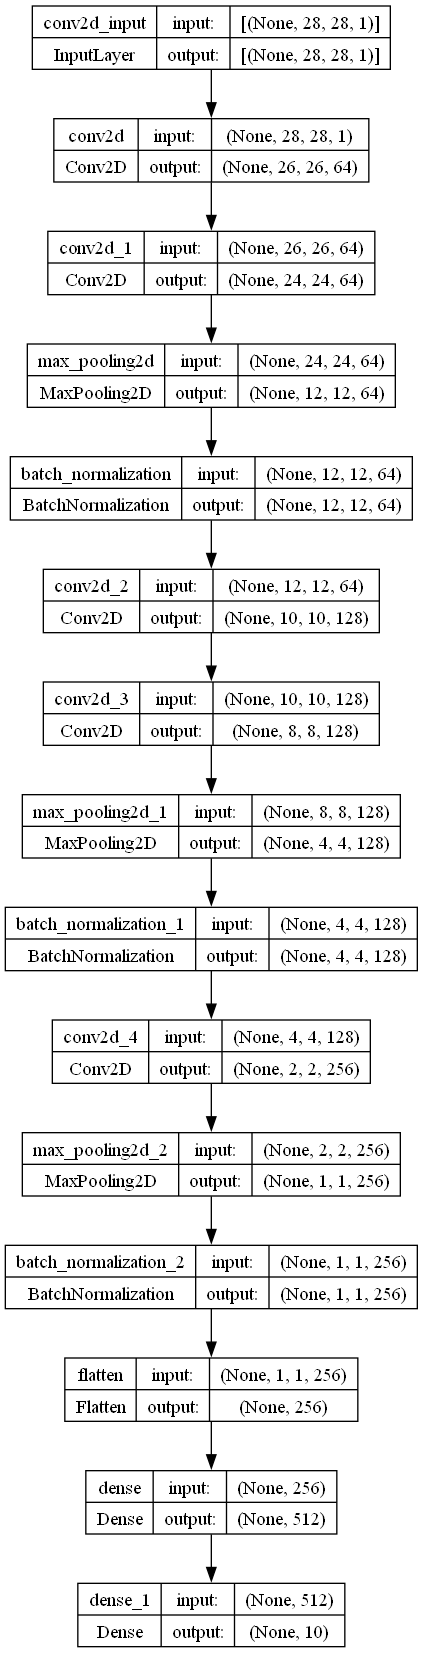 conv2d_input input: [(None, 28, 28, 1)]
InputLayer output: [(None, 28, 28, 1)]
conv2d input: (None, 28, 28, 1)
Conv2D output: (None, 26, 26, 64)
conv2d_1 input: (None, 26, 26, 64)
Conv2D output: (None, 24, 24, 64)
max_pooling2d input: (None, 24, 24, 64)
MaxPooling2D output: (None, 12, 12, 64)
batch_normalization input: (None, 12, 12, 64)
BatchNormalization output: (None, 12, 12, 64)
conv2d_2 input: (None, 12, 12, 64)
Conv2D output: (None, 10, 10, 128)
conv2d_3 input: (None, 10, 10, 128)
Conv2D output: (None, 8, 8, 128)
max_pooling2d_1 input: (None, 8, 8, 128)
MaxPooling2D output: (None, 4, 4, 128)
batch_normalization_1 input: (None, 4, 4, 128)
BatchNormalization output: (None, 4, 4, 128)
conv2d_4 input: (None, 4, 4, 128)
Conv2D output: (None, 2, 2, 256)
max_pooling2d_2 input: (None, 2, 2, 256)
MaxPooling2D output: (None, 1, 1, 256)
batch_normalization_2 input: (None, 1, 1, 256)
BatchNormalization output: (None, 1, 1, 256)
flatten input: (None, 1, 1, 256)
Flatten output: (None, 256)
dense input: (None, 256)
Dense output: (None, 512)
dense_1 input: (None, 512)
Dense output: (None, 10)